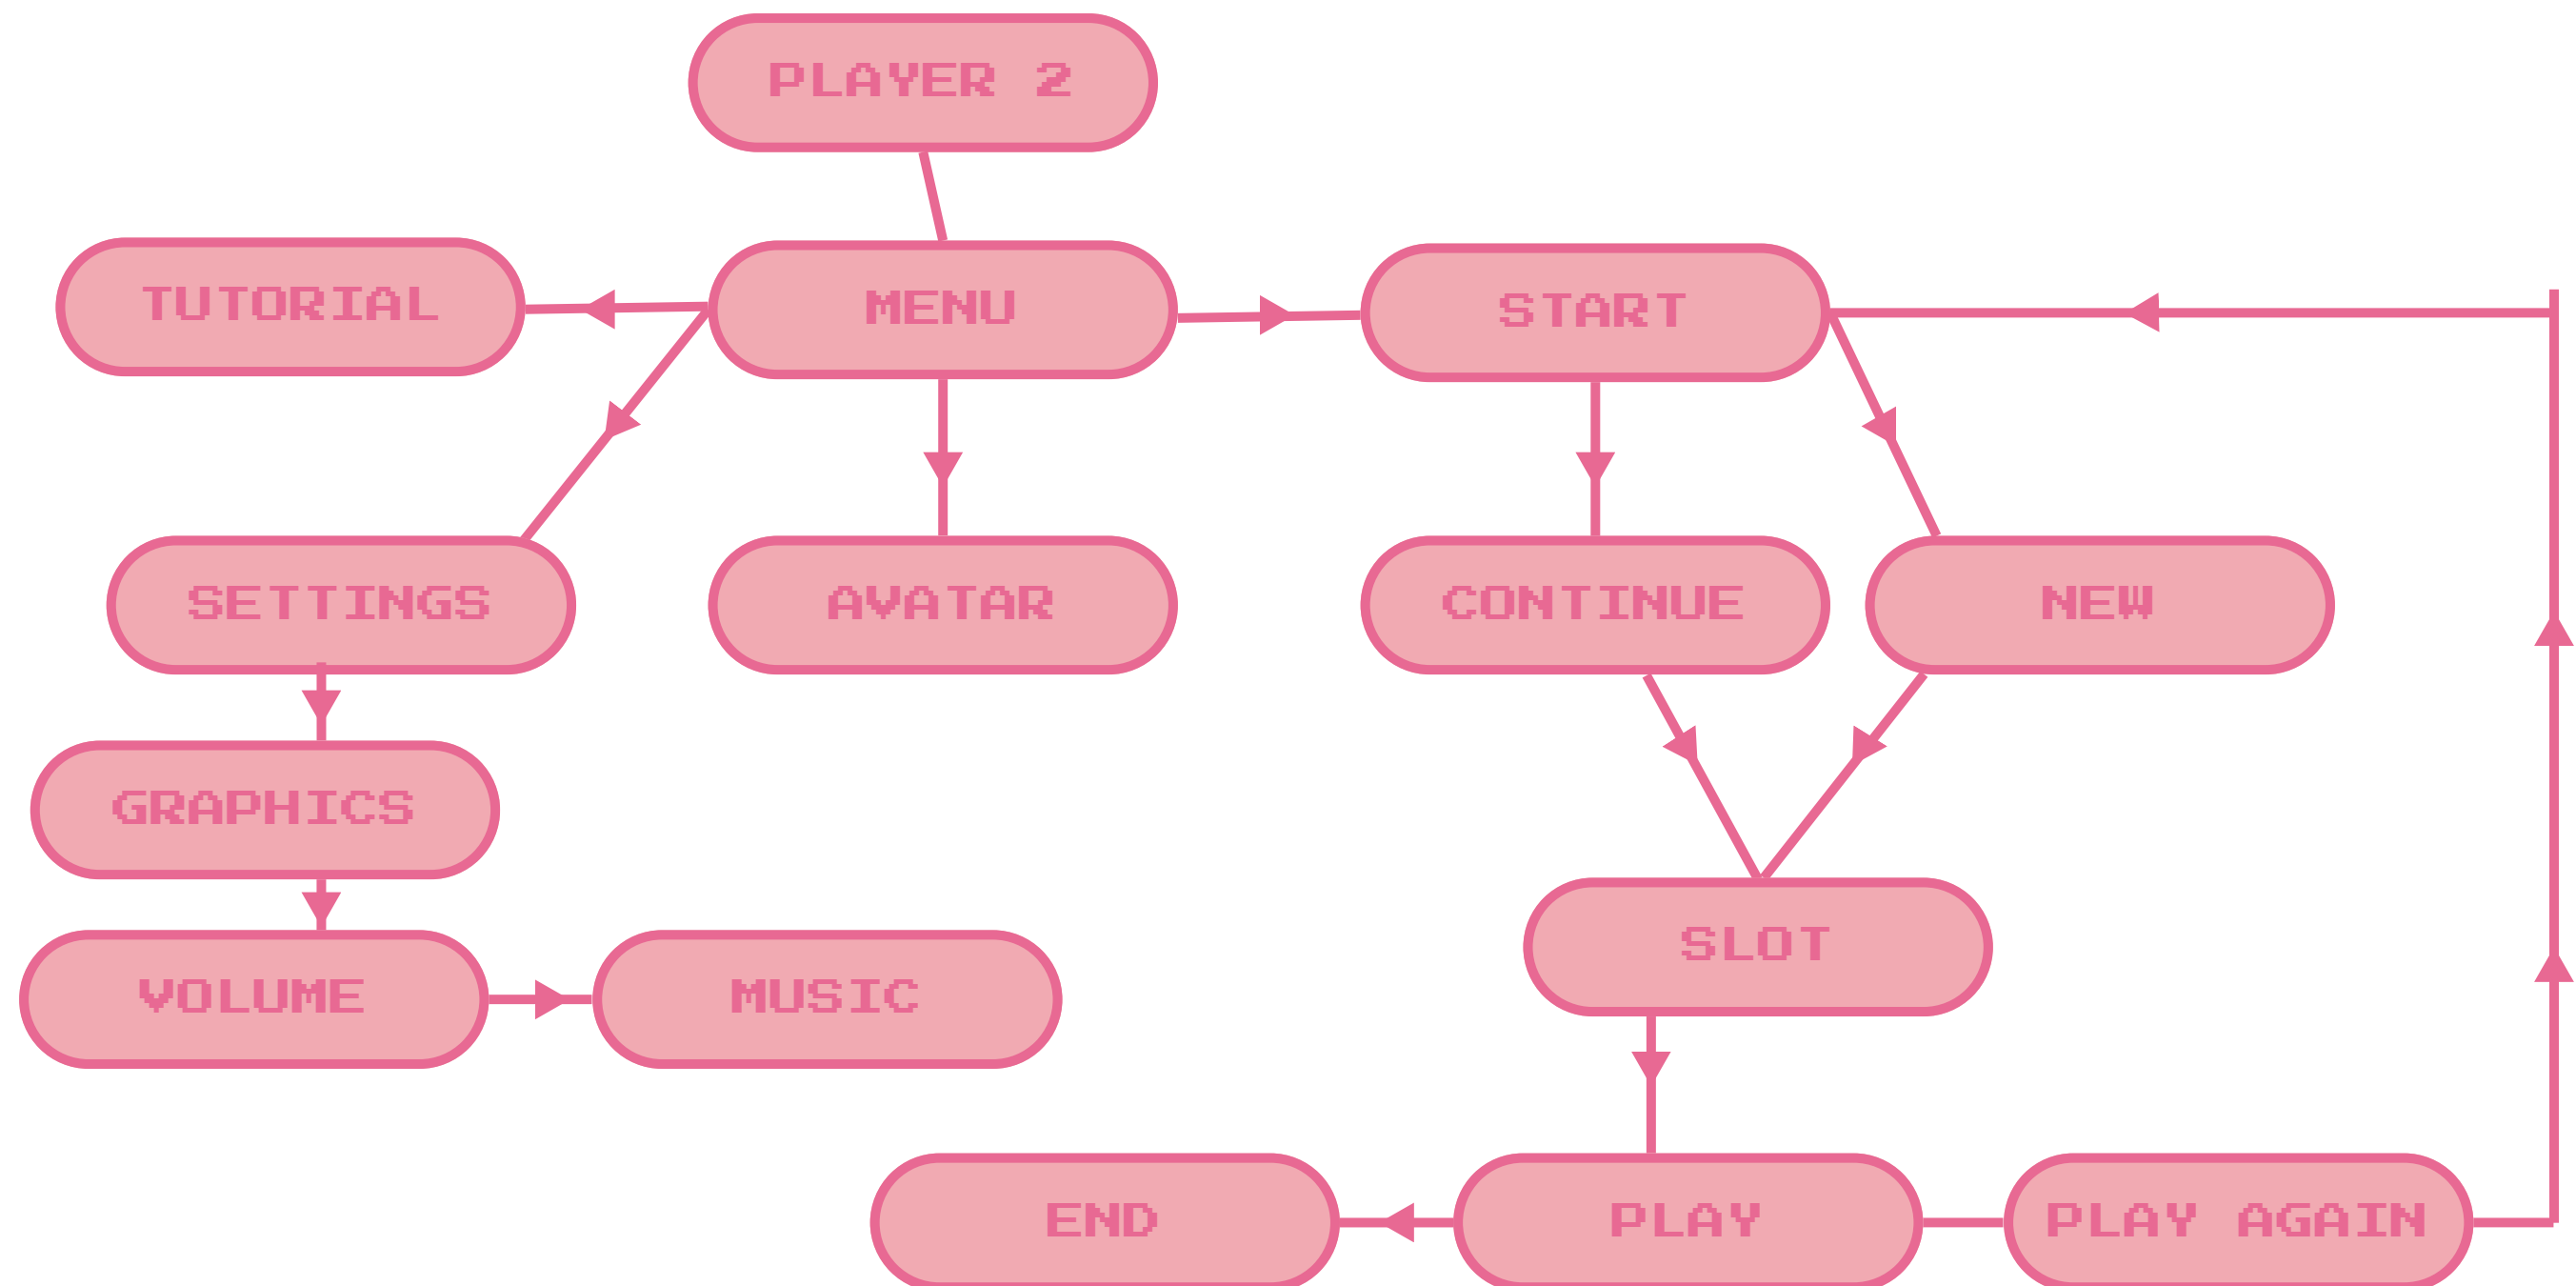 PLAYER 2
TUTORIAL
MENU
START
SETTINGS
AVATAR
CONTINUE
NEW
GRAPHICS
SLOT
VOLUME
MUSIC
END
PLAY
PLAY AGAIN